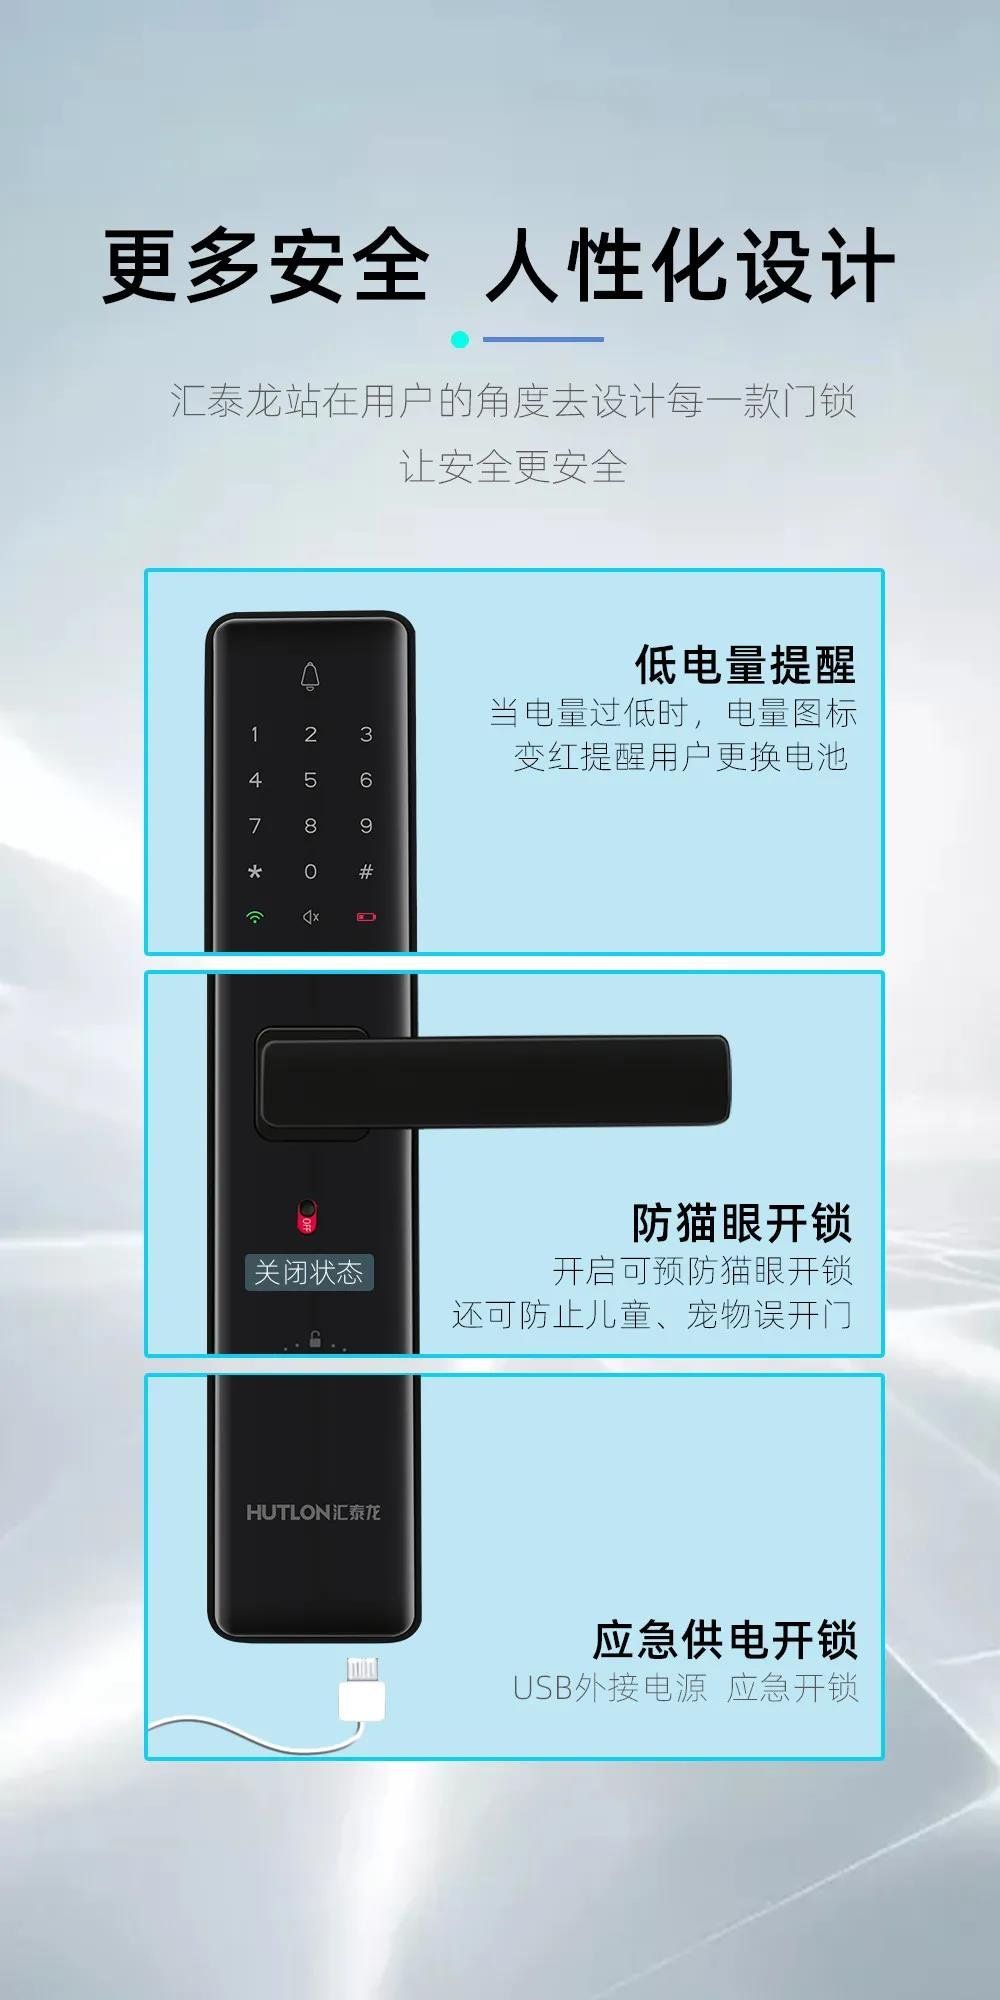 更多安全 人性化设计
汇泰龙站在用户的角度去设计每一款门锁
让安全更安全
低电量提醒
当电量过低时，电量图标
变红提醒用户更换电池
1 2 3
4 5 6
7 8 9
* 0 #
OFF
关闭状态
防猫眼开锁
开启可预防猫眼开锁
还可防止儿童、宠物误开门
HUTLON汇泰龙
应急供电开锁
USB外接电源 应急开锁